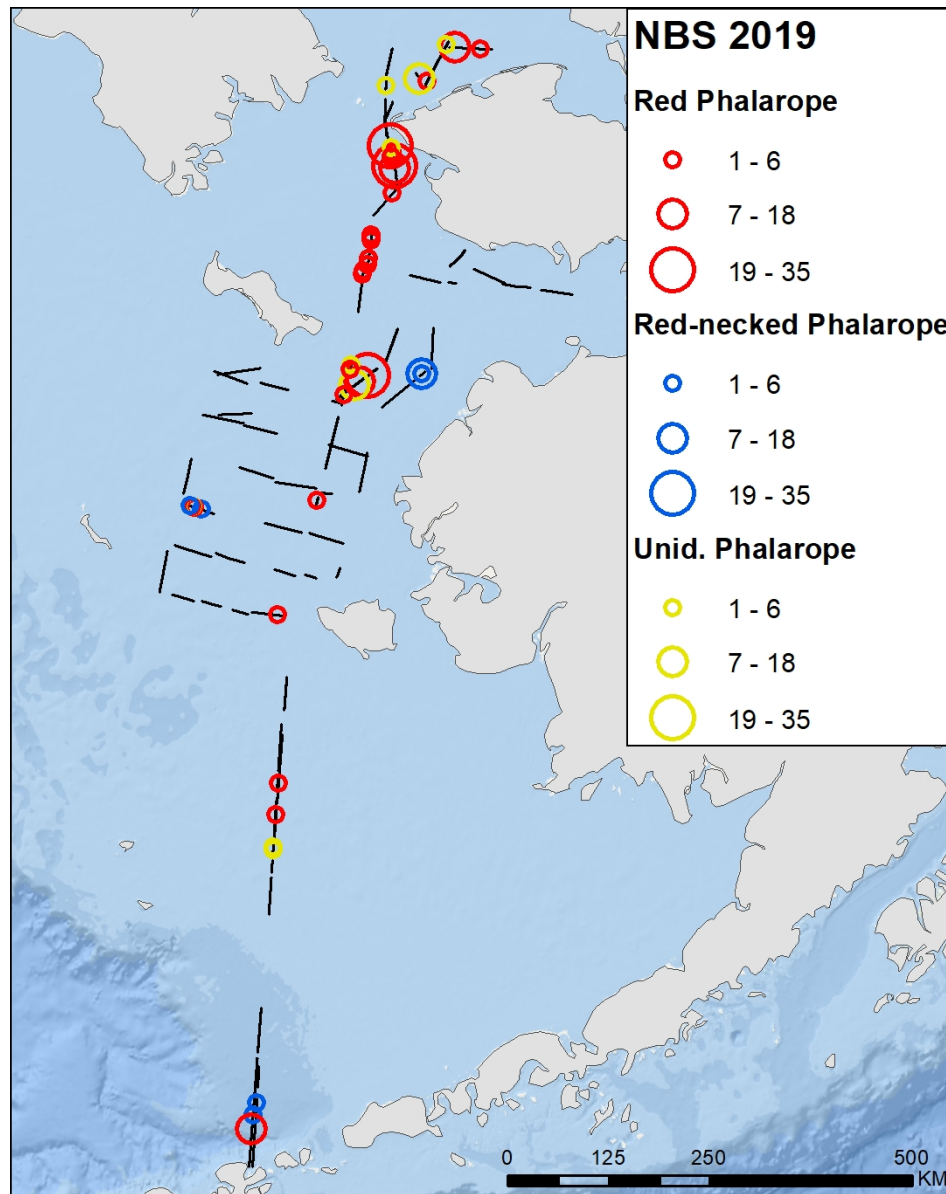 NBS 2019
Red Phalarope
1 - 6
7 - 18
19 - 35
Red-necked Phalarope
1 - 6
7 - 18
19 - 35
Unid. Phalarope
1 - 6
7 - 18
19 - 35
0 125 250 500
KM